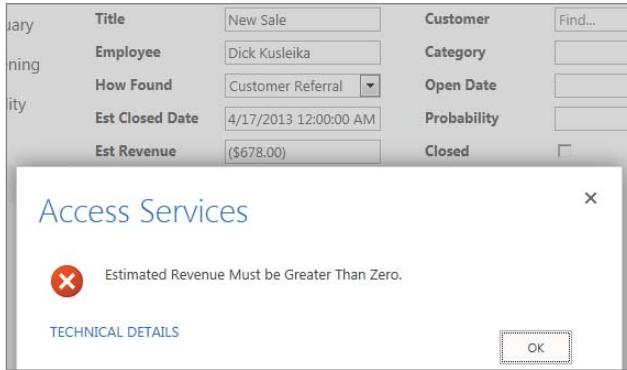 uary Title New Sale Customer Find...
ening Employee Dick Kusleika Category
How Found Customer Referral Open Date
ity Est Closed Date 4/17/2013 12:00:00 AM Probability
Est Revenue ($678.00) Closed
Access Services
Estimated Revenue Must be Greater Than Zero.
TECHNICAL DETAILS
OK